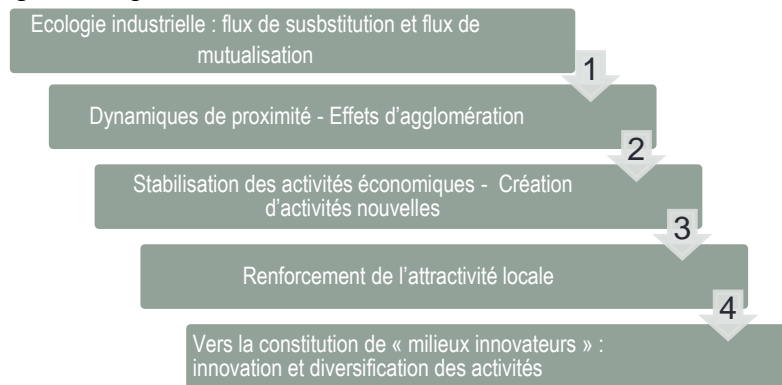 Ecologie industrielle : flux de susbstitution et flux de
mutualisation
1
Dynamiques de proximité - Effets d'agglomération
2
Stabilisation des activités économiques - Création
d'activités nouvelles
3
Renforcement de l'attractivité locale
4
Vers la constitution de « milieux innovateurs » :
innovation et diversification des activités